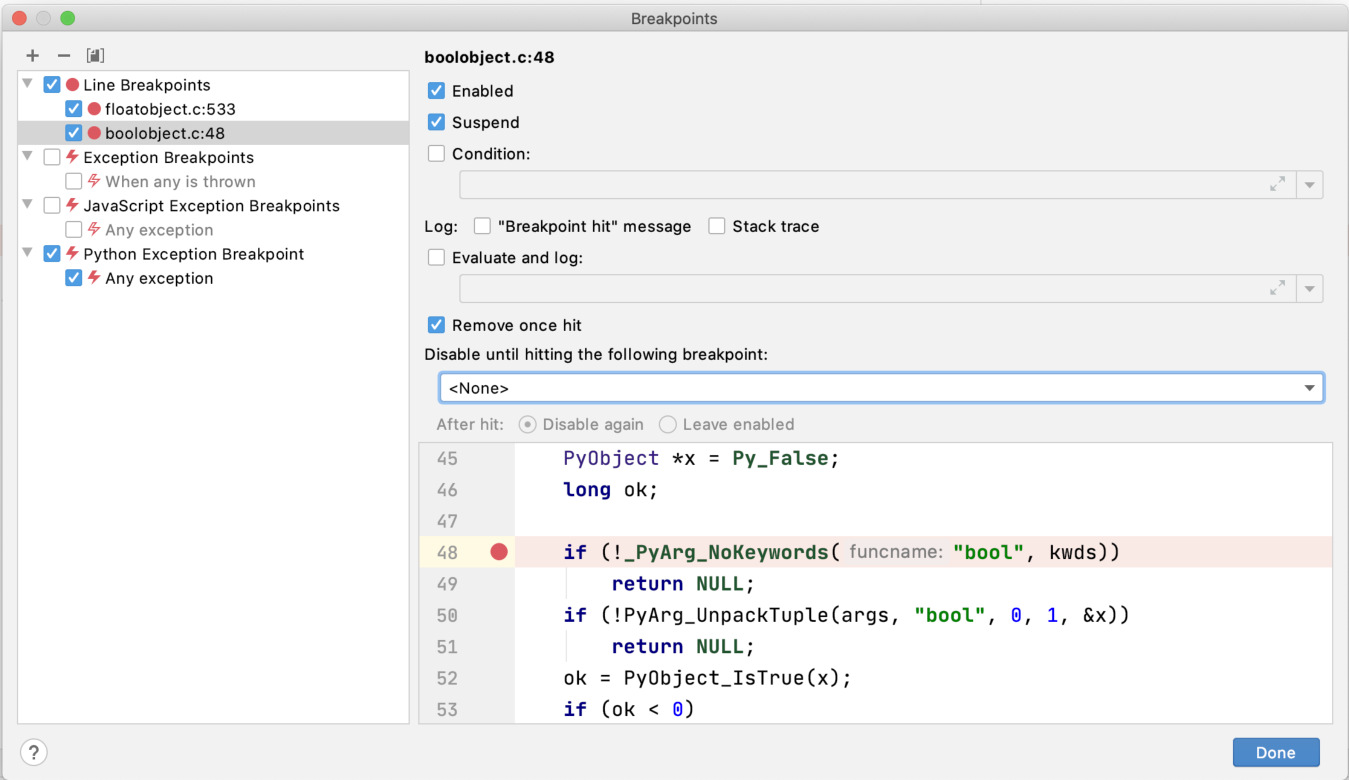 Breakpoints
Line Breakpoints
floatobject.c:533
boolobject.c:48
Exception Breakpoints
When any is thrown
JavaScript Exception Breakpoints
Any exception
Python Exception Breakpoint
Any exception
boolobject.c:48
Enabled
Suspend
Condition:
Log: "Breakpoint hit" message Stack trace
Evaluate and log:
Remove once hit
Disable until hitting the following breakpoint:
<None>
After hit: Disable again Leave enabled
45 PyObject *x = Py_False;
46 long ok;
47
48 if (!_PyArg_NoKeywords( funcname: "bool", kwds))
49 return NULL;
50 if (!PyArg_UnpackTuple(args, "bool", 0, 1, &x))
51 return NULL;
52 ok = PyObject_IsTrue(x);
53 if (ok < 0)
?
Done